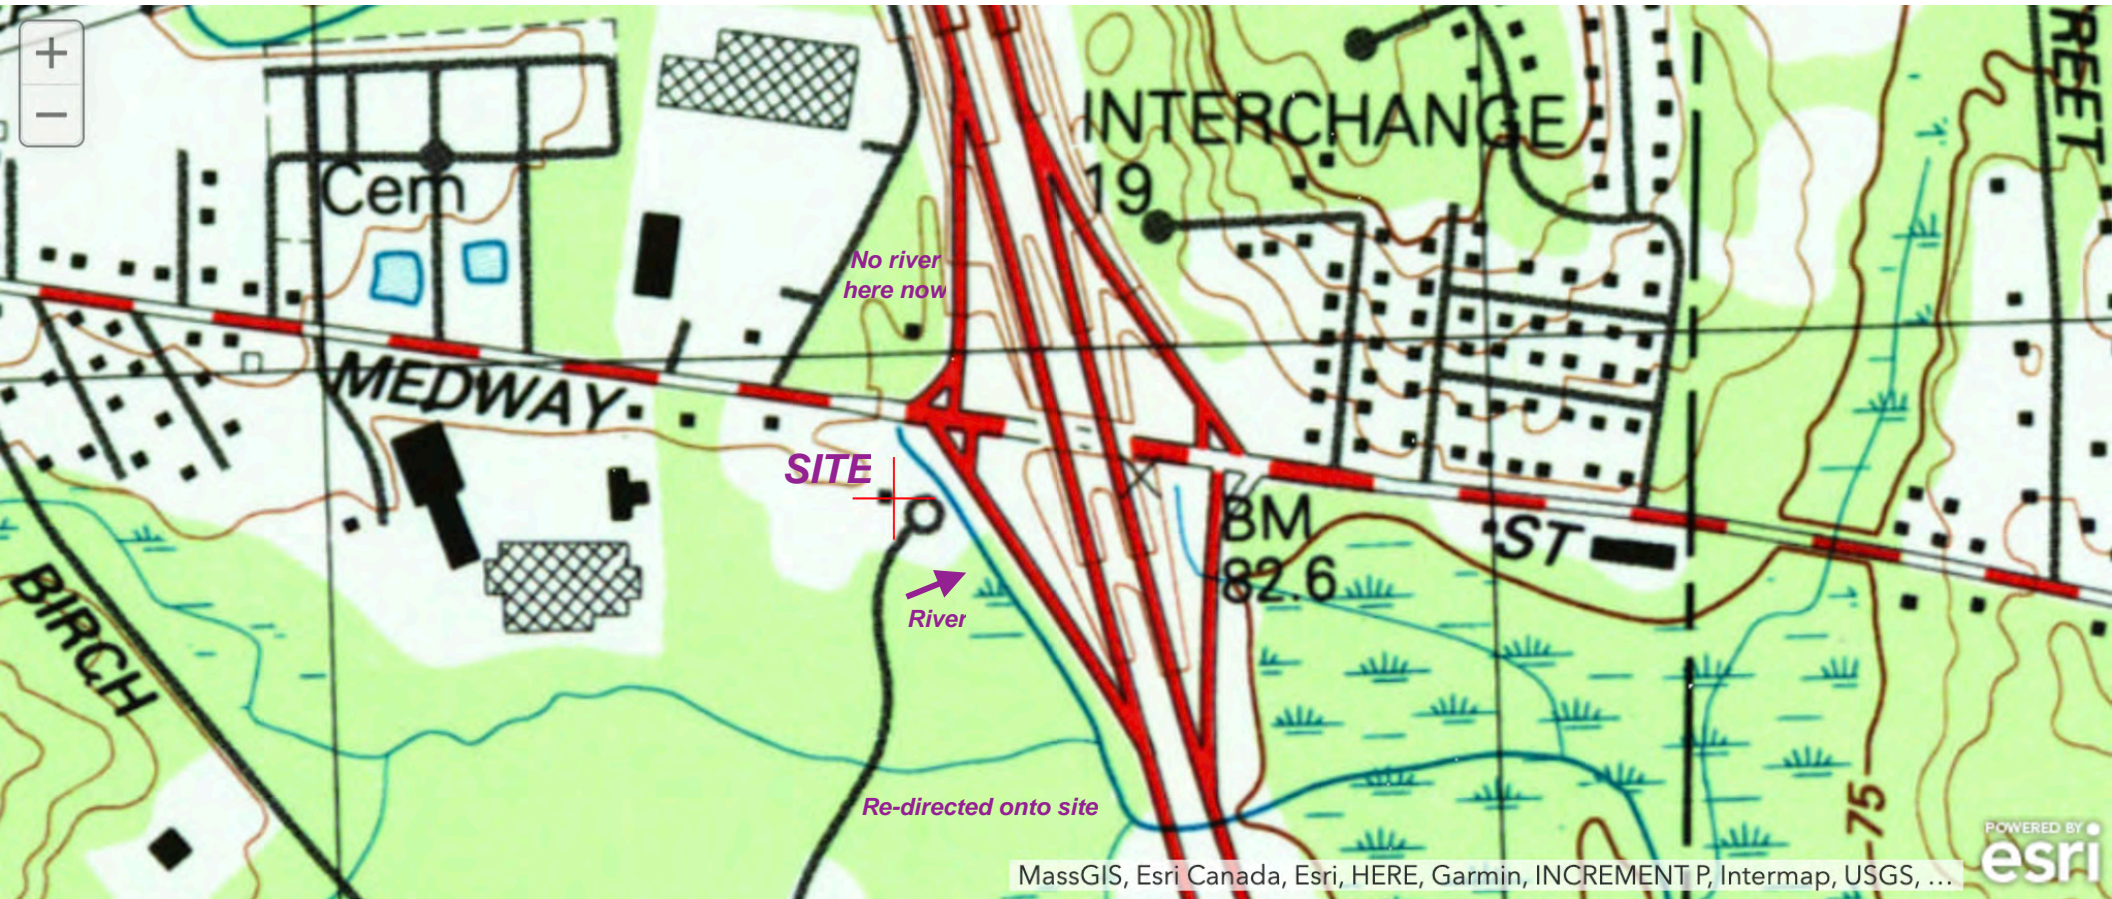 +
−
REET
INTERCHANGE
19
Cem
No river
here now
MEDWAY
SITE
BM
82.6
ST
River
BIRCH
Re-directed onto site
75
POWERED BY
esri
MassGIS, Esri Canada, Esri, HERE, Garmin, INCREMENT P, Intermap, USGS, …